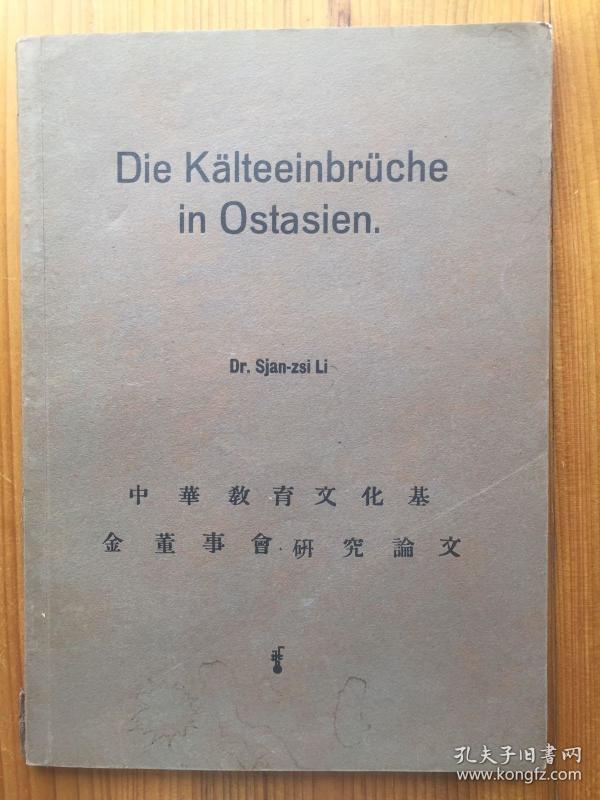 Die Kälteeinbrüche
in Ostasien.
Dr. Sjan-zsi Li
中華教育文化基
金董事會研究論文
孔夫子旧书网
www.kongfz.com